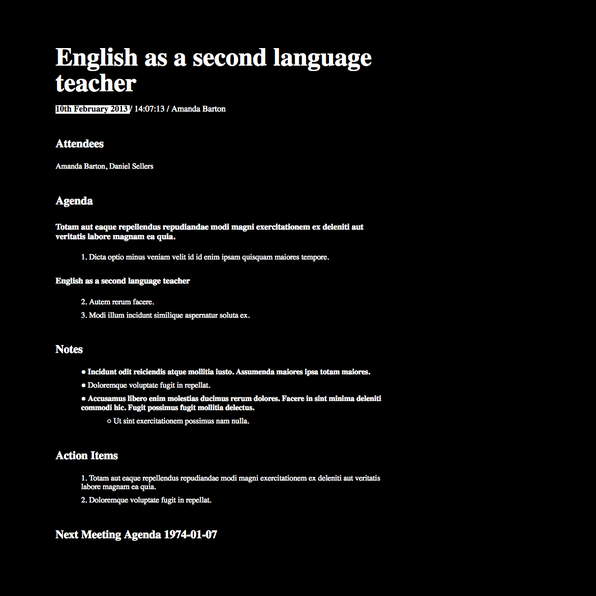 English as a second language
teacher
10th February 2013 / 14:07:13 / Amanda Barton
Attendees
Amanda Barton, Daniel Sellers
Agenda
Totam aut eaque repellendus repudiandae modi magni exercitationem ex deleniti aut
veritatis labore magnam ea quia.
1. Dicta optio minus veniam velit id id enim ipsam quisquam maiores tempore.
English as a second language teacher
2. Autem rerum facere.
3. Modi illum incidunt similique aspernatur soluta ex.
Notes
● Incidunt odit reiciendis atque mollitia iusto. Assumenda maiores ipsa totam maiores.
● Doloremque voluptate fugit in repellat.
● Accusamus libero enim molestias ducimus rerum dolores. Facere in sint minima deleniti
commodi hic. Fugit possimus fugit mollitia delectus.
○ Ut sint exercitationem possimus nam nulla.
Action Items
1. Totam aut eaque repellendus repudiandae modi magni exercitationem ex deleniti aut veritatis
labore magnam ea quia.
2. Doloremque voluptate fugit in repellat.
Next Meeting Agenda 1974-01-07